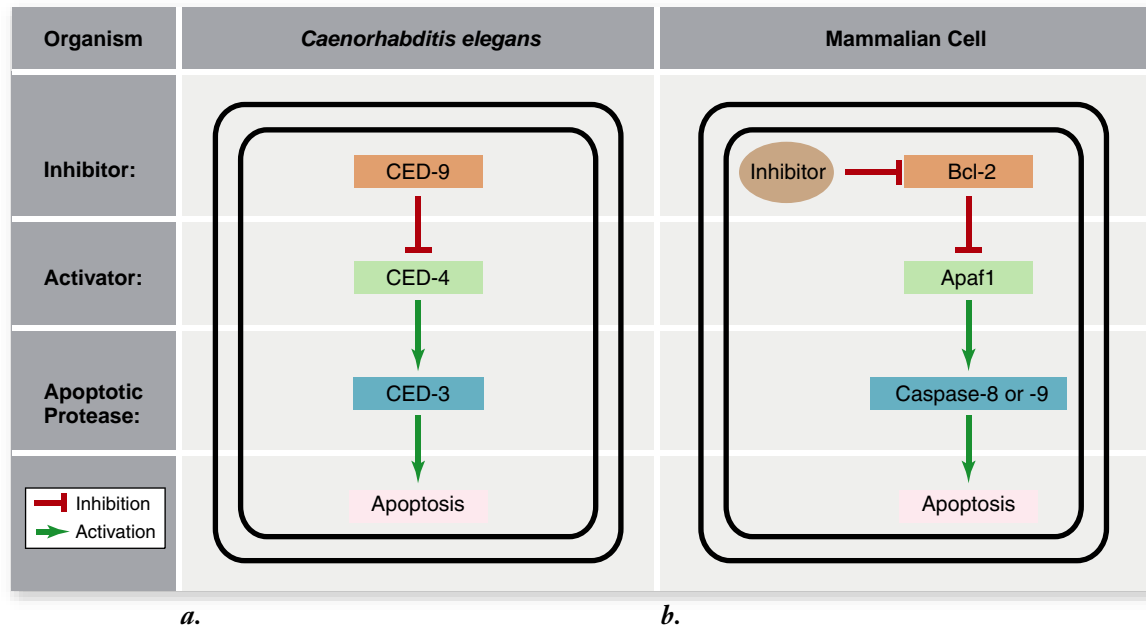 Organism
Caenorhabditis elegans
Mammalian Cell
Inhibitor:
CED-9
Inhibitor
Bcl-2
Activator:
CED-4
Apaf1
Apoptotic
Protease:
CED-3
Caspase-8 or -9
Inhibition
Activation
Apoptosis
Apoptosis
a.
b.